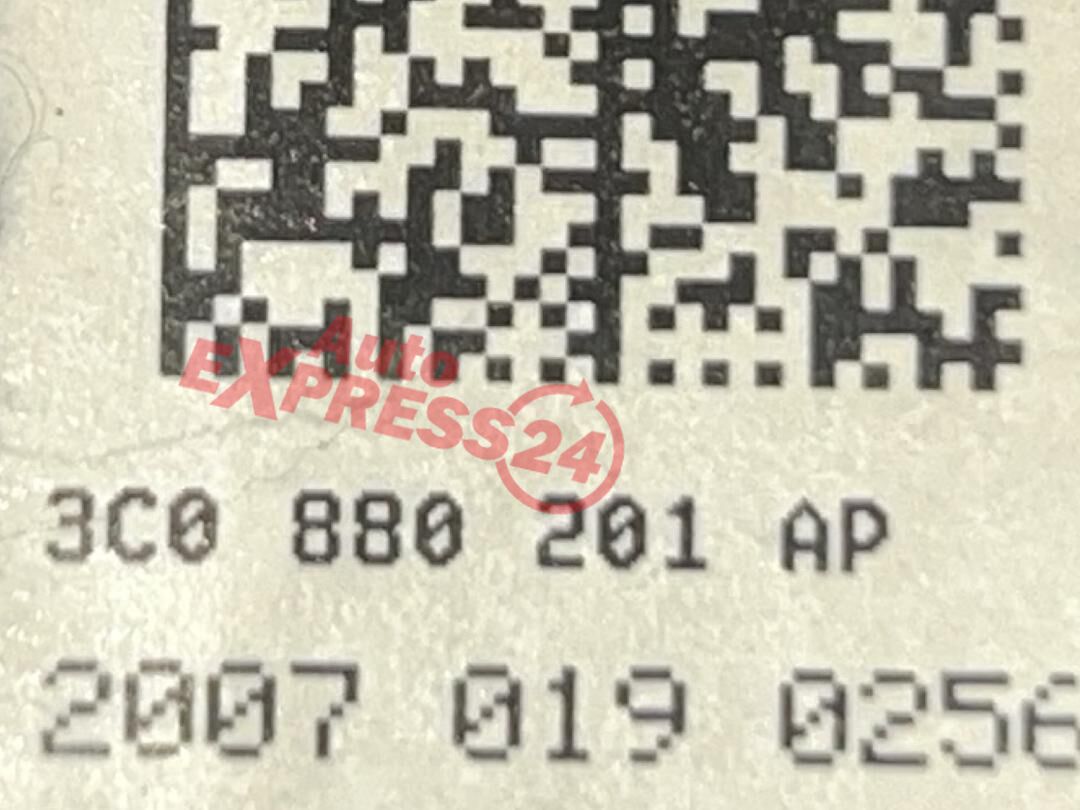 Auto
EXPRESS24
3C0 880 201 AP
2007 019 0256